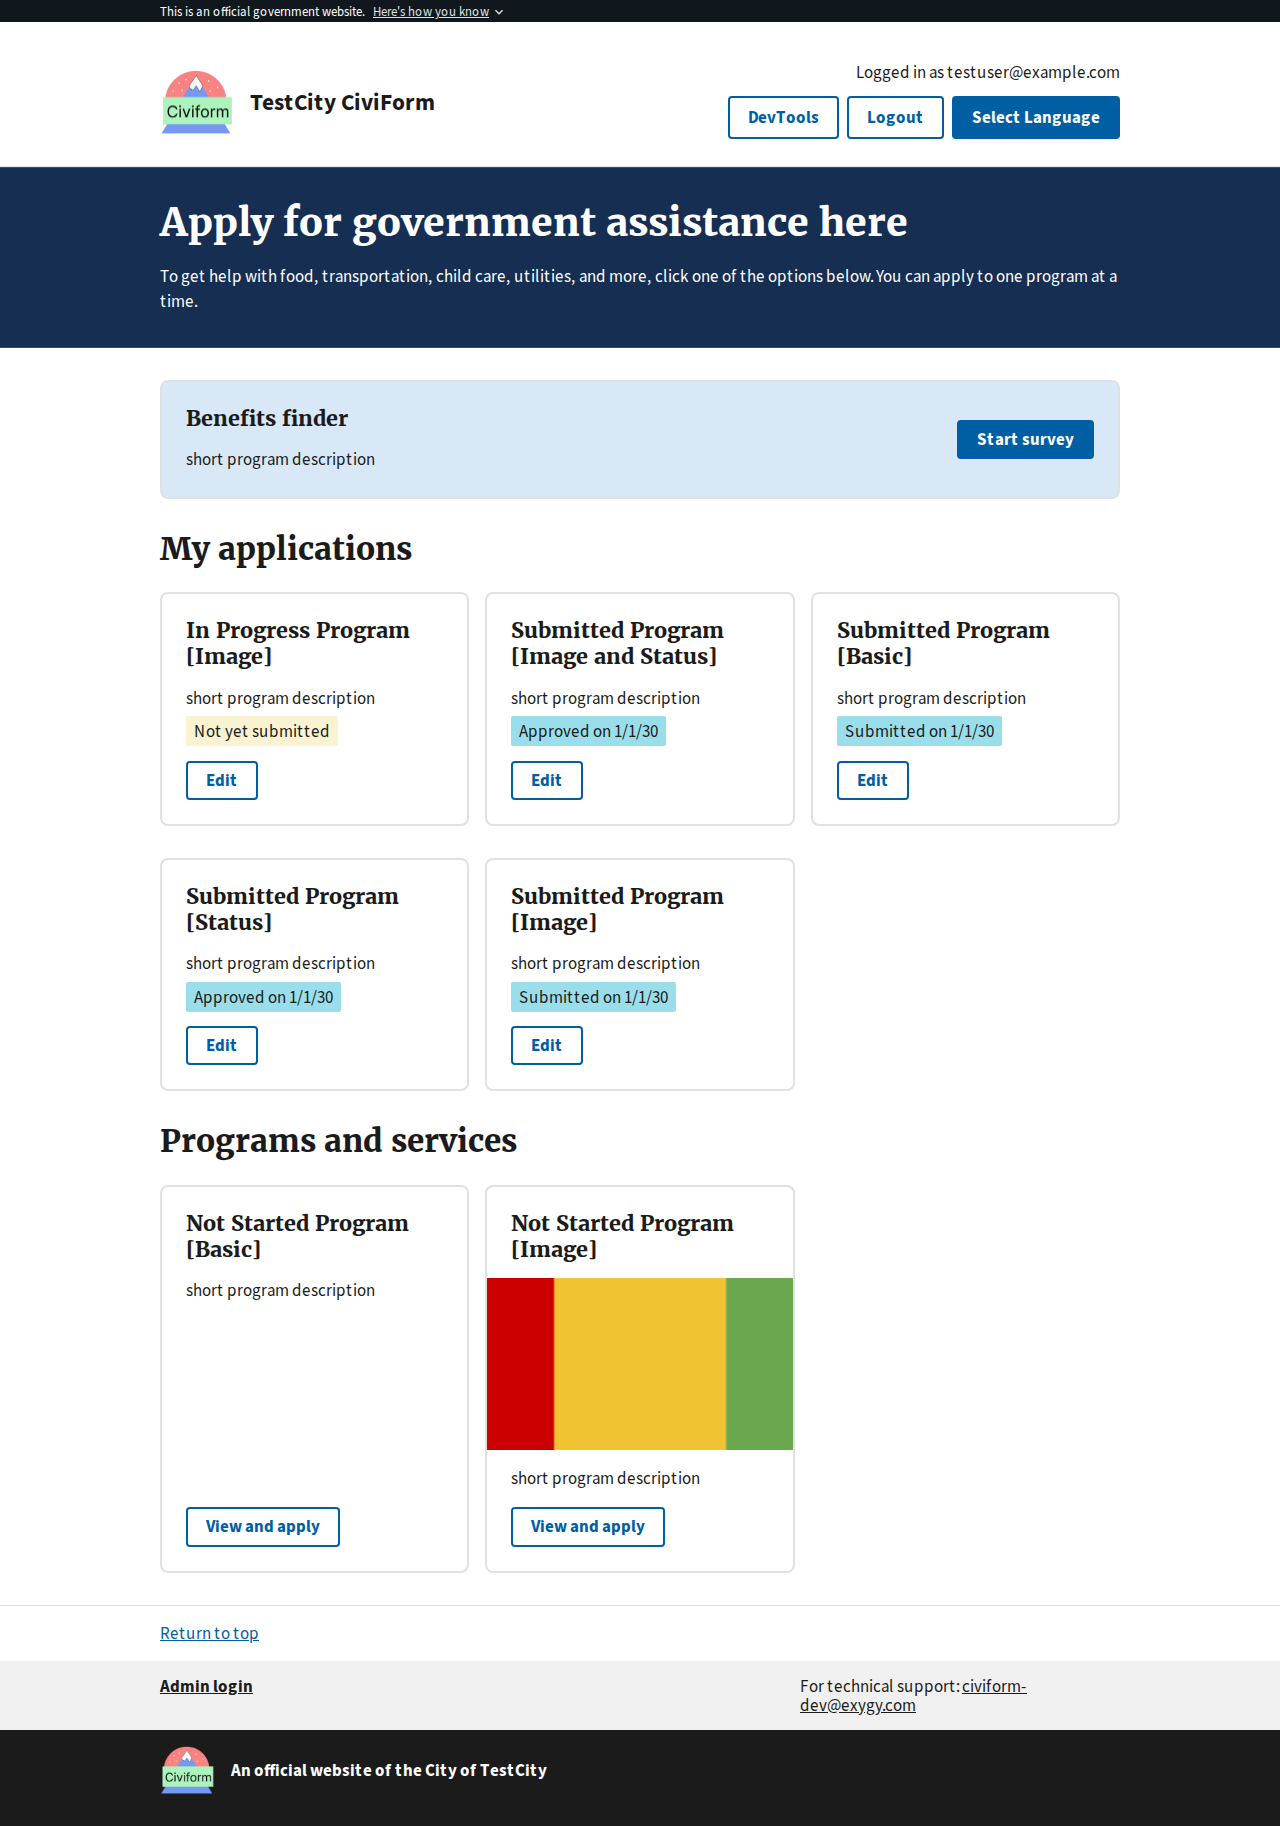 This is an official government website. Here's how you know
Logged in as testuser@example.com
Civiform
TestCity CiviForm
DevTools
Logout
Select Language
Apply for government assistance here
To get help with food, transportation, child care, utilities, and more, click one of the options below. You can apply to one program at a
time.
Benefits finder
short program description
Start survey
My applications
In Progress Program
[Image]
short program description
Not yet submitted
Edit
Submitted Program
[Image and Status]
short program description
Approved on 1/1/30
Edit
Submitted Program
[Basic]
short program description
Submitted on 1/1/30
Edit
Submitted Program
[Status]
short program description
Approved on 1/1/30
Edit
Submitted Program
[Image]
short program description
Submitted on 1/1/30
Edit
Programs and services
Not Started Program
[Basic]
short program description
View and apply
Not Started Program
[Image]
short program description
View and apply
Return to top
Admin login
For technical support: civiform-
dev@exygy.com
Civiform
An official website of the City of TestCity